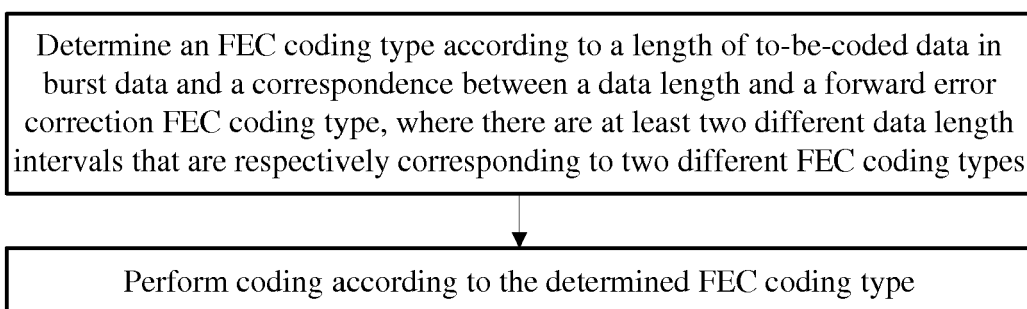 Determine an FEC coding type according to a length of to-be-coded data in
burst data and a correspondence between a data length and a forward error
correction FEC coding type, where there are at least two different data length
intervals that are respectively corresponding to two different FEC coding types
Perform coding according to the determined FEC coding type